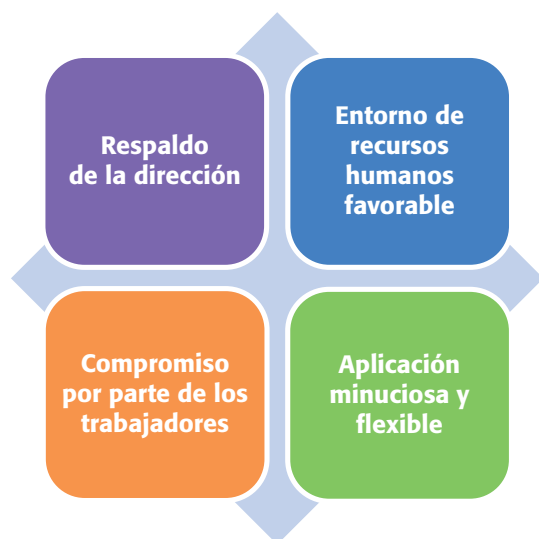 Respaldo
de la dirección
Entorno de
recursos
humanos
favorable
Compromiso
por parte de los
trabajadores
Aplicación
minuciosa y
flexible